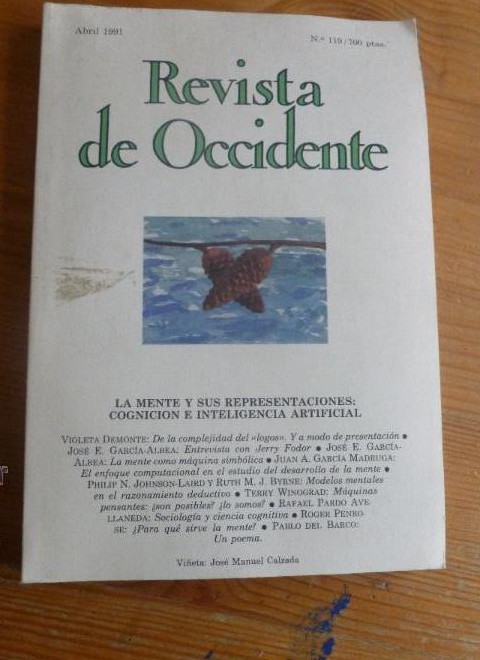 Abril 1991
N.º 119/700 ptas.
Revista
de Occidente
LA MENTE Y SUS REPRESENTACIONES:
COGNICION E INTELIGENCIA ARTIFICIAL
VIOLETA DEMONTE: De la complejidad del «logos». Y a modo de presentación ●
JOSÉ E. GARCÍA-ALBEA: Entrevista con Jerry Fodor ● JOSÉ E. GARCÍA-
ALBEA: La mente como máquina simbólica ● JUAN A. GARCÍA MADRUGA:
El enfoque computacional en el estudio del desarrollo de la mente ●
PHILIP N. JOHNSON-LAIRD Y RUTH M. J. BYRNE: Modelos mentales
en el razonamiento deductivo ● TERRY WINOGRAD: Máquinas
pensantes: ¿son posibles? ¿lo somos? ● RAFAEL PARDO AVE-
LLANEDA: Sociología y ciencia cognitiva ● ROGER PENRO-
SE: ¿Para qué sirve la mente? ● PABLO DEL BARCO:
Un poema.
Viñeta: José Manuel Calzada